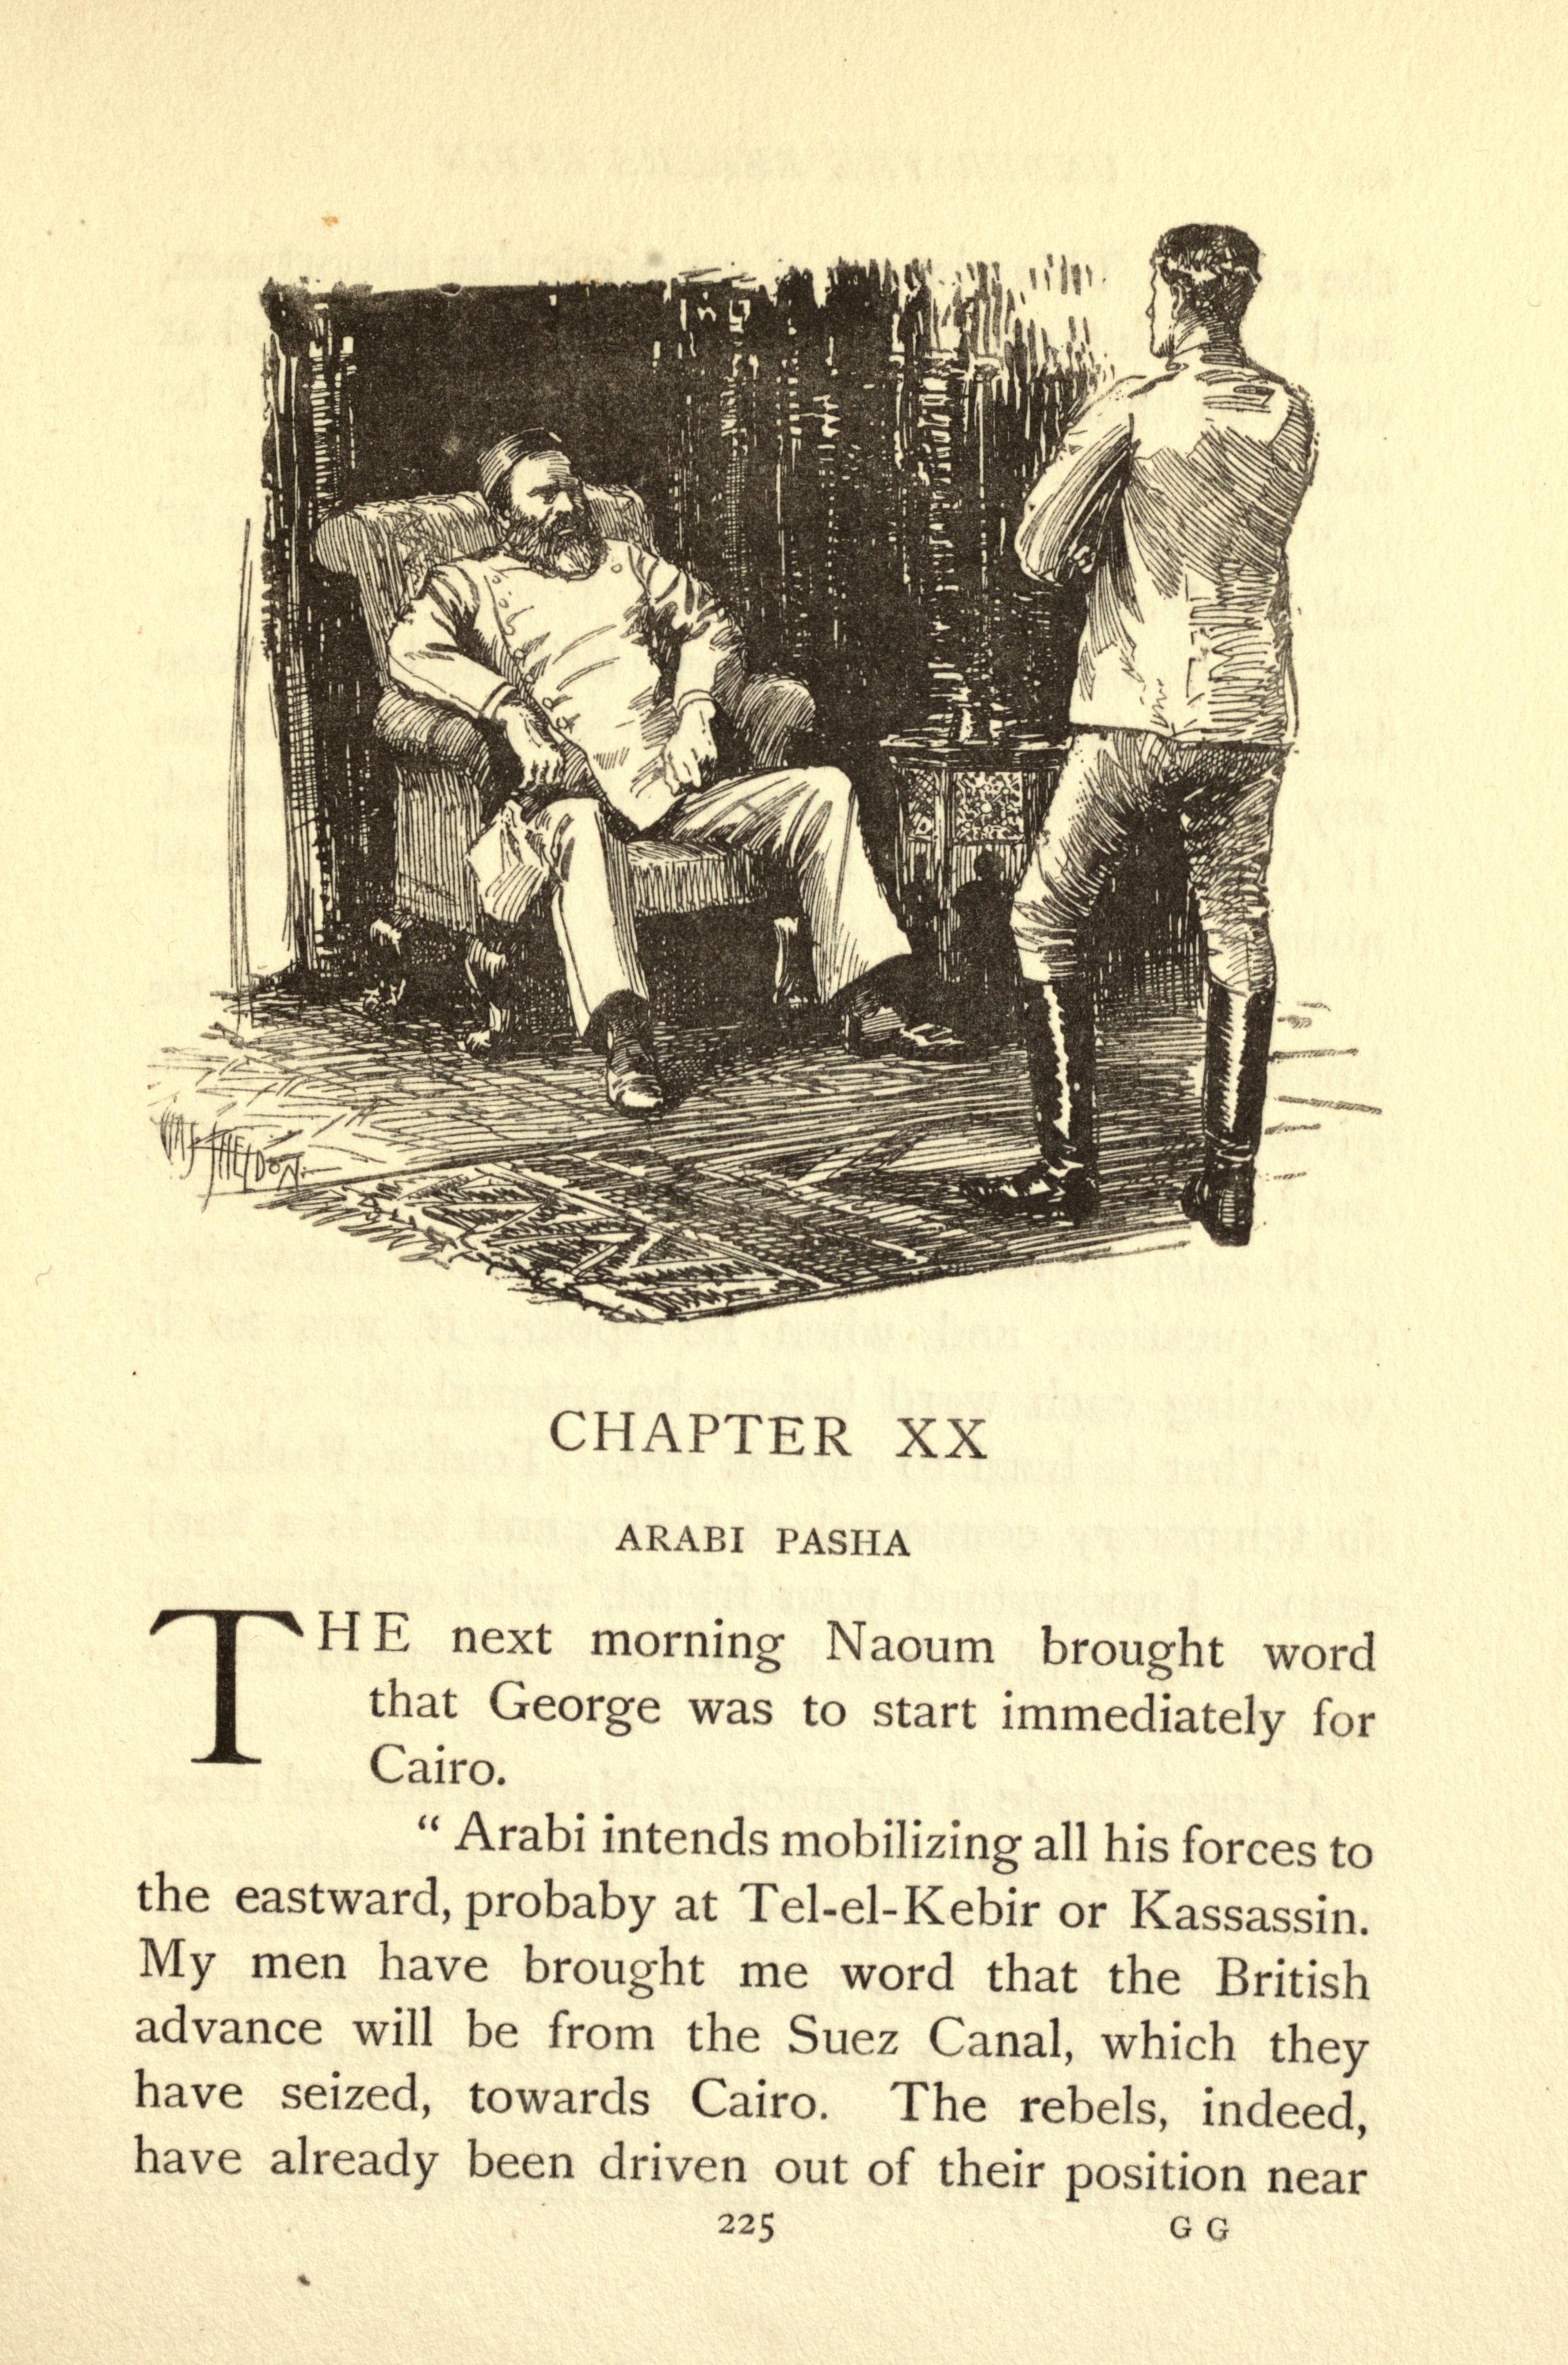 CHAPTER XX
ARABI PASHA
THE next morning Naoum brought word
that George was to start immediately for
Cairo.
“ Arabi intends mobilizing all his forces to
the eastward, probaby at Tel-el-Kebir or Kassassin.
My men have brought me word that the British
advance will be from the Suez Canal, which they
have seized, towards Cairo. The rebels, indeed,
have already been driven out of their position near
225 G G